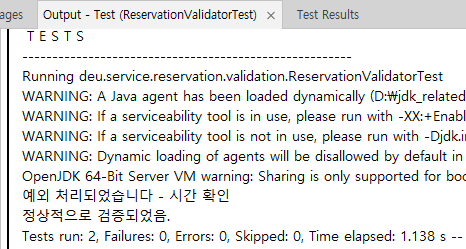 ages Output - Test (ReservationValidatorTest) × Test Results
T E S T S
-------------------------------------------------------
Running deu.service.reservation.validation.ReservationValidatorTest
WARNING: A Java agent has been loaded dynamically (D:₩jdk_related
WARNING: If a serviceability tool is in use, please run with -XX:+Enabl
WARNING: If a serviceability tool is not in use, please run with -Djdk.in
WARNING: Dynamic loading of agents will be disallowed by default in
OpenJDK 64-Bit Server VM warning: Sharing is only supported for boo
예외 처리되었습니다 - 시간 확인
정상적으로 검증되었음.
Tests run: 2, Failures: 0, Errors: 0, Skipped: 0, Time elapsed: 1.138 s --